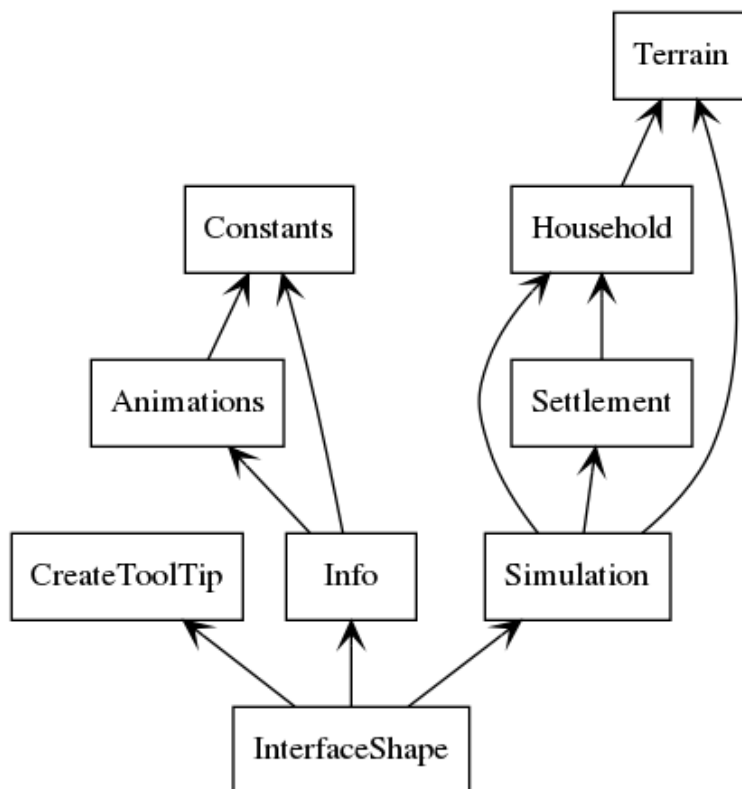 Terrain
Constants
Household
Animations
Settlement
CreateToolTip
Info
Simulation
InterfaceShape